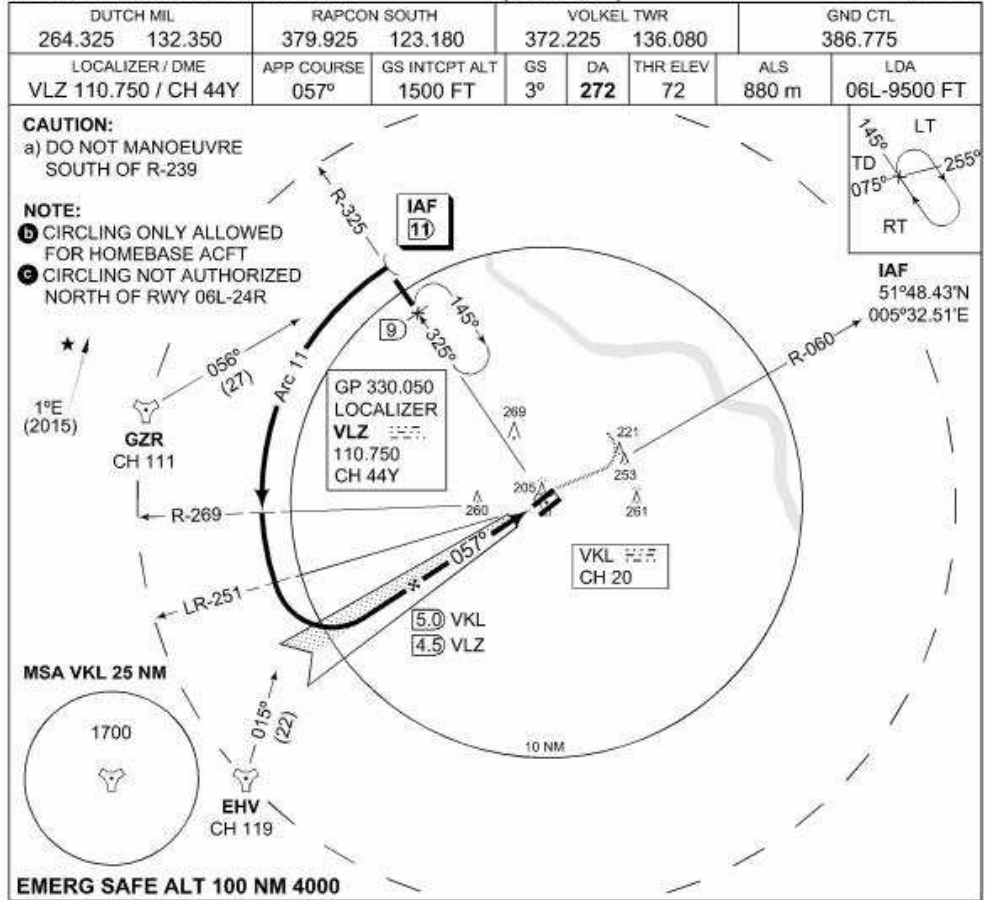 DUTCH MIL
264.325 132.350
RAPCON SOUTH
379.925 123.180
VOLKEL TWR
372.225 136.080
GND CTL
386.775
LOCALIZER / DME
VLZ 110.750 / CH 44Y
APP COURSE
057º
GS INTCPT ALT
1500 FT
GS
3º
DA
272
THR ELEV
72
ALS
880 m
LDA
06L-9500 FT
CAUTION:
a) DO NOT MANOEUVRE
SOUTH OF R-239
NOTE:
b CIRCLING ONLY ALLOWED
FOR HOMEBASE ACFT
c CIRCLING NOT AUTHORIZED
NORTH OF RWY 06L-24R
R-325
IAF
11
145º
LT
TD
255º
075º
RT
IAF
51º48.43'N
005º32.51'E
9
145º
325º
R-060
Arc 11
056º
(27)
1ºE
(2015)
GZR
CH 111
GP 330.050
LOCALIZER
VLZ
110.750
CH 44Y
269
221
253
205
260
261
R-269
057º
VKL
CH 20
LR-251
5.0 VKL
4.5 VLZ
MSA VKL 25 NM
1700
015º
(22)
10 NM
EHV
CH 119
EMERG SAFE ALT 100 NM 4000